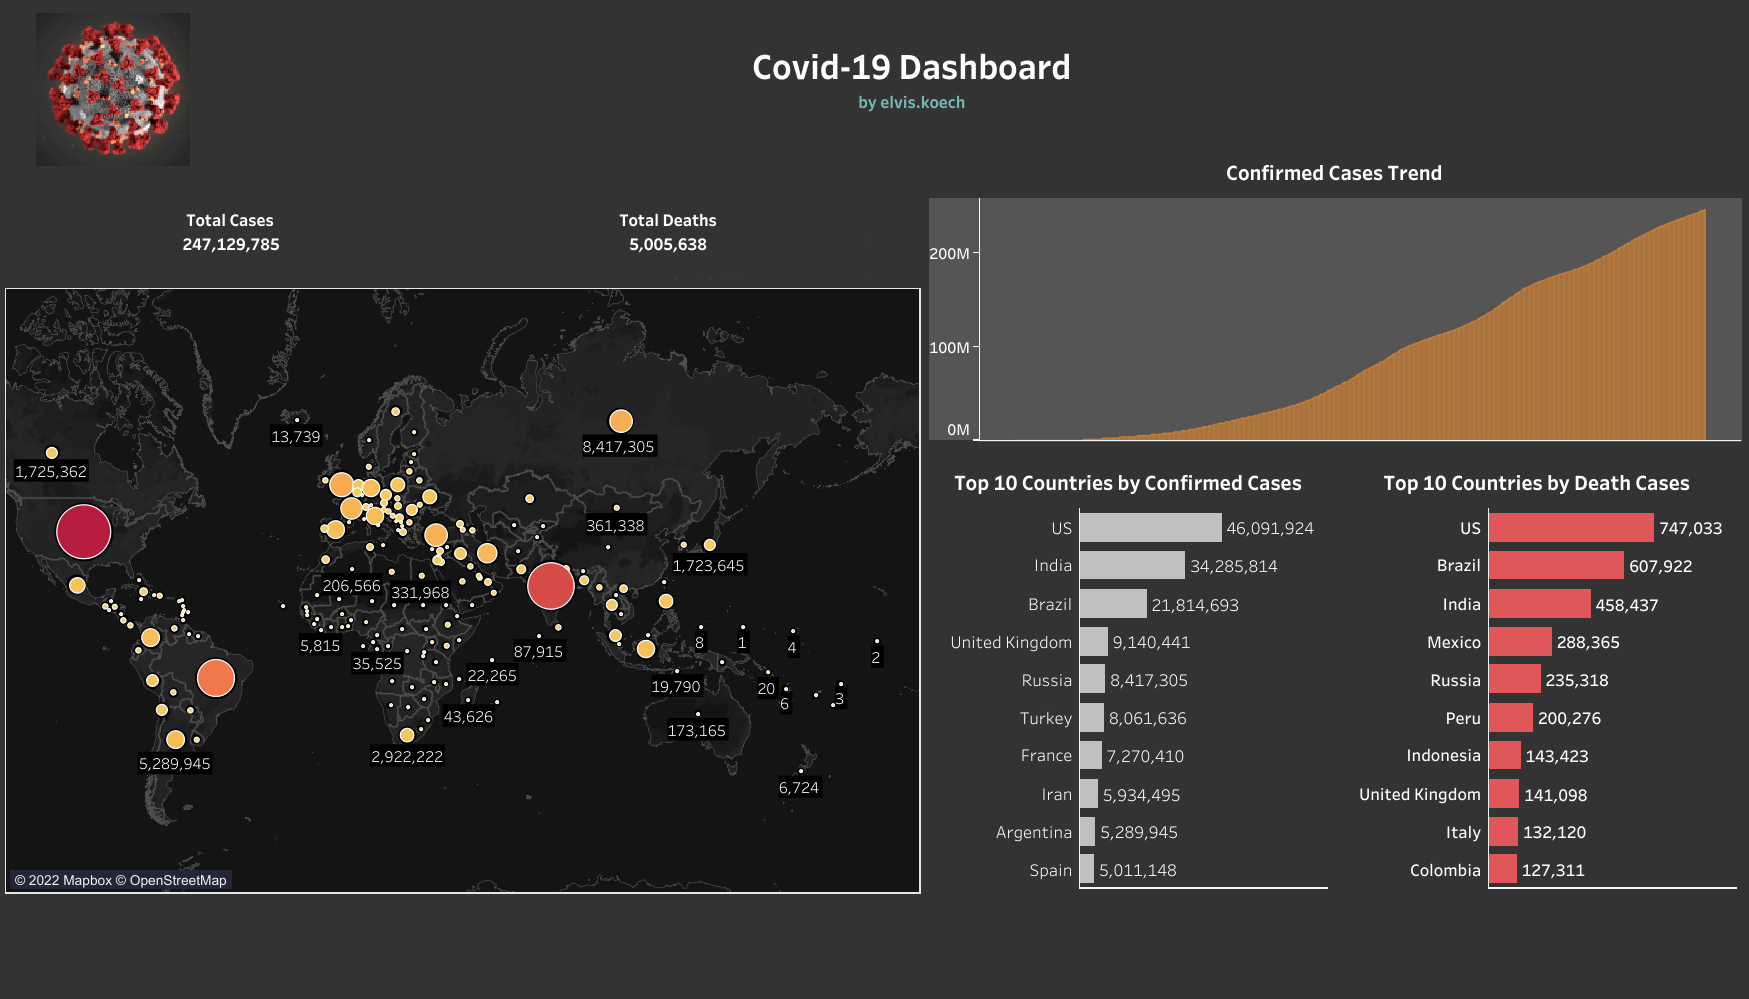 Covid-19 Dashboard
by elvis.koech
Total Cases
247,129,785
Total Deaths
5,005,638
13,739
1,725,362
8,417,305
361,338
1,723,645
206,566
331,968
5,815
35,525
87,915
22,265
43,626
19,790
8
1
4
2
20
6
3
173,165
2,922,222
5,289,945
6,724
© 2022 Mapbox © OpenStreetMap
Confirmed Cases Trend
200M
100M
0M
Top 10 Countries by Confirmed Cases
US 46,091,924
India 34,285,814
Brazil 21,814,693
United Kingdom 9,140,441
Russia 8,417,305
Turkey 8,061,636
France 7,270,410
Iran 5,934,495
Argentina 5,289,945
Spain 5,011,148
Top 10 Countries by Death Cases
US 747,033
Brazil 607,922
India 458,437
Mexico 288,365
Russia 235,318
Peru 200,276
Indonesia 143,423
United Kingdom 141,098
Italy 132,120
Colombia 127,311